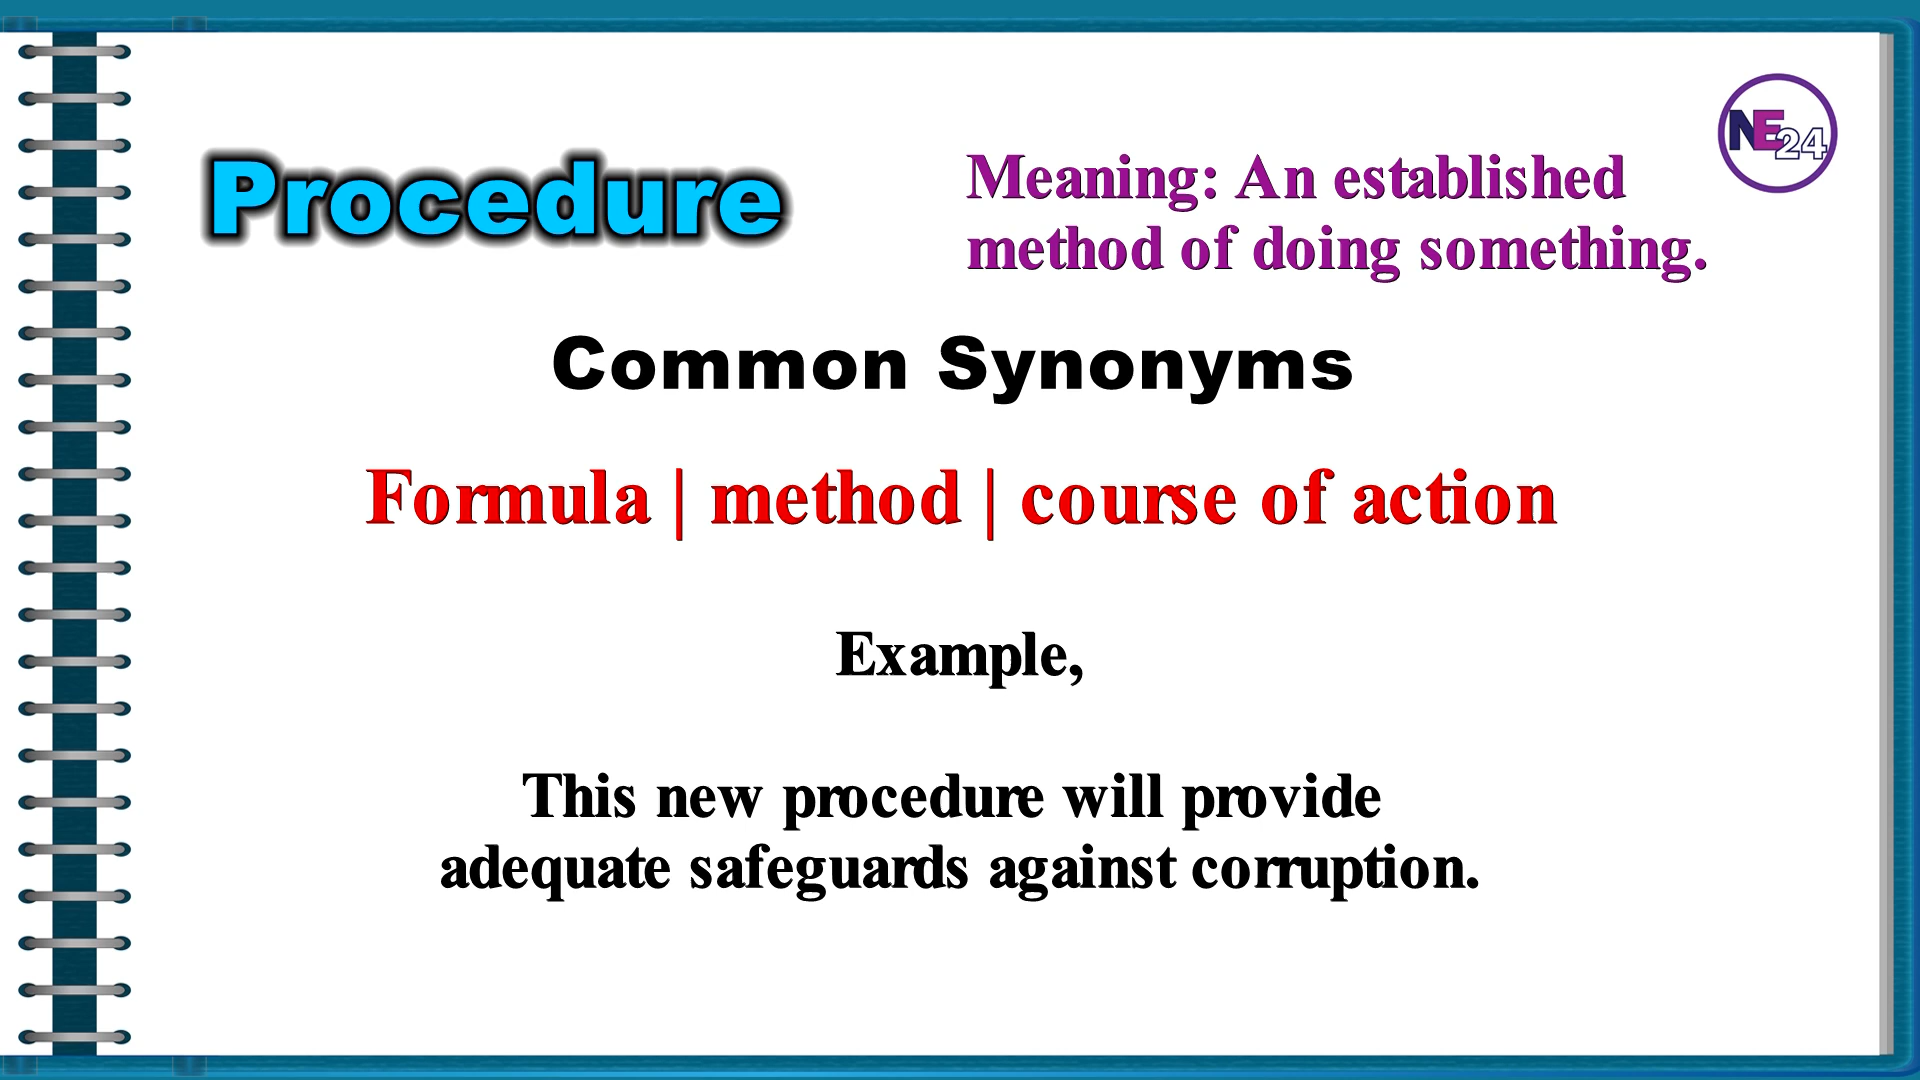 Procedure
Meaning: An established
method of doing something.
NE24
Common Synonyms
Formula | method | course of action
Example,
This new procedure will provide
adequate safeguards against corruption.